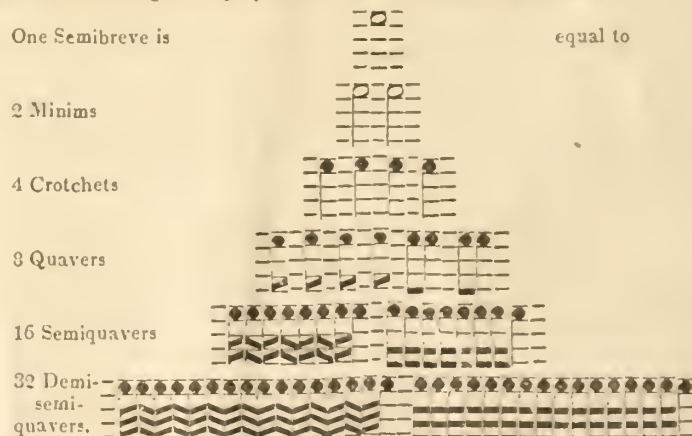 One Semibreve is equal to
2 Minims
4 Crotchets
8 Quavers
16 Semiquavers
32 Demi-
semi-
quavers.